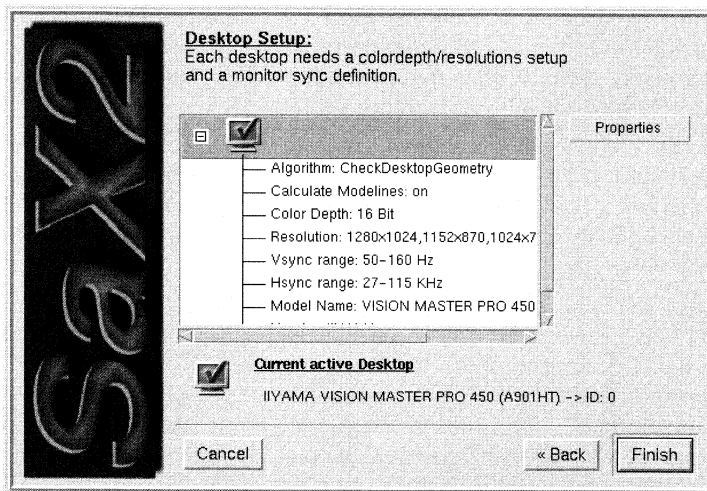 SaX2
Desktop Setup:
Each desktop needs a colordepth/resolutions setup
and a monitor sync definition.
Properties
Algorithm: CheckDesktopGeometry
Calculate Modelines: on
Color Depth: 16 Bit
Resolution: 1280x1024,1152x870,1024x7
Vsync range: 50-160 Hz
Hsync range: 27-115 KHz
Model Name: VISION MASTER PRO 450
Current active Desktop
IIYAMA VISION MASTER PRO 450 (A901HT) -> ID: 0
Cancel
« Back
Finish